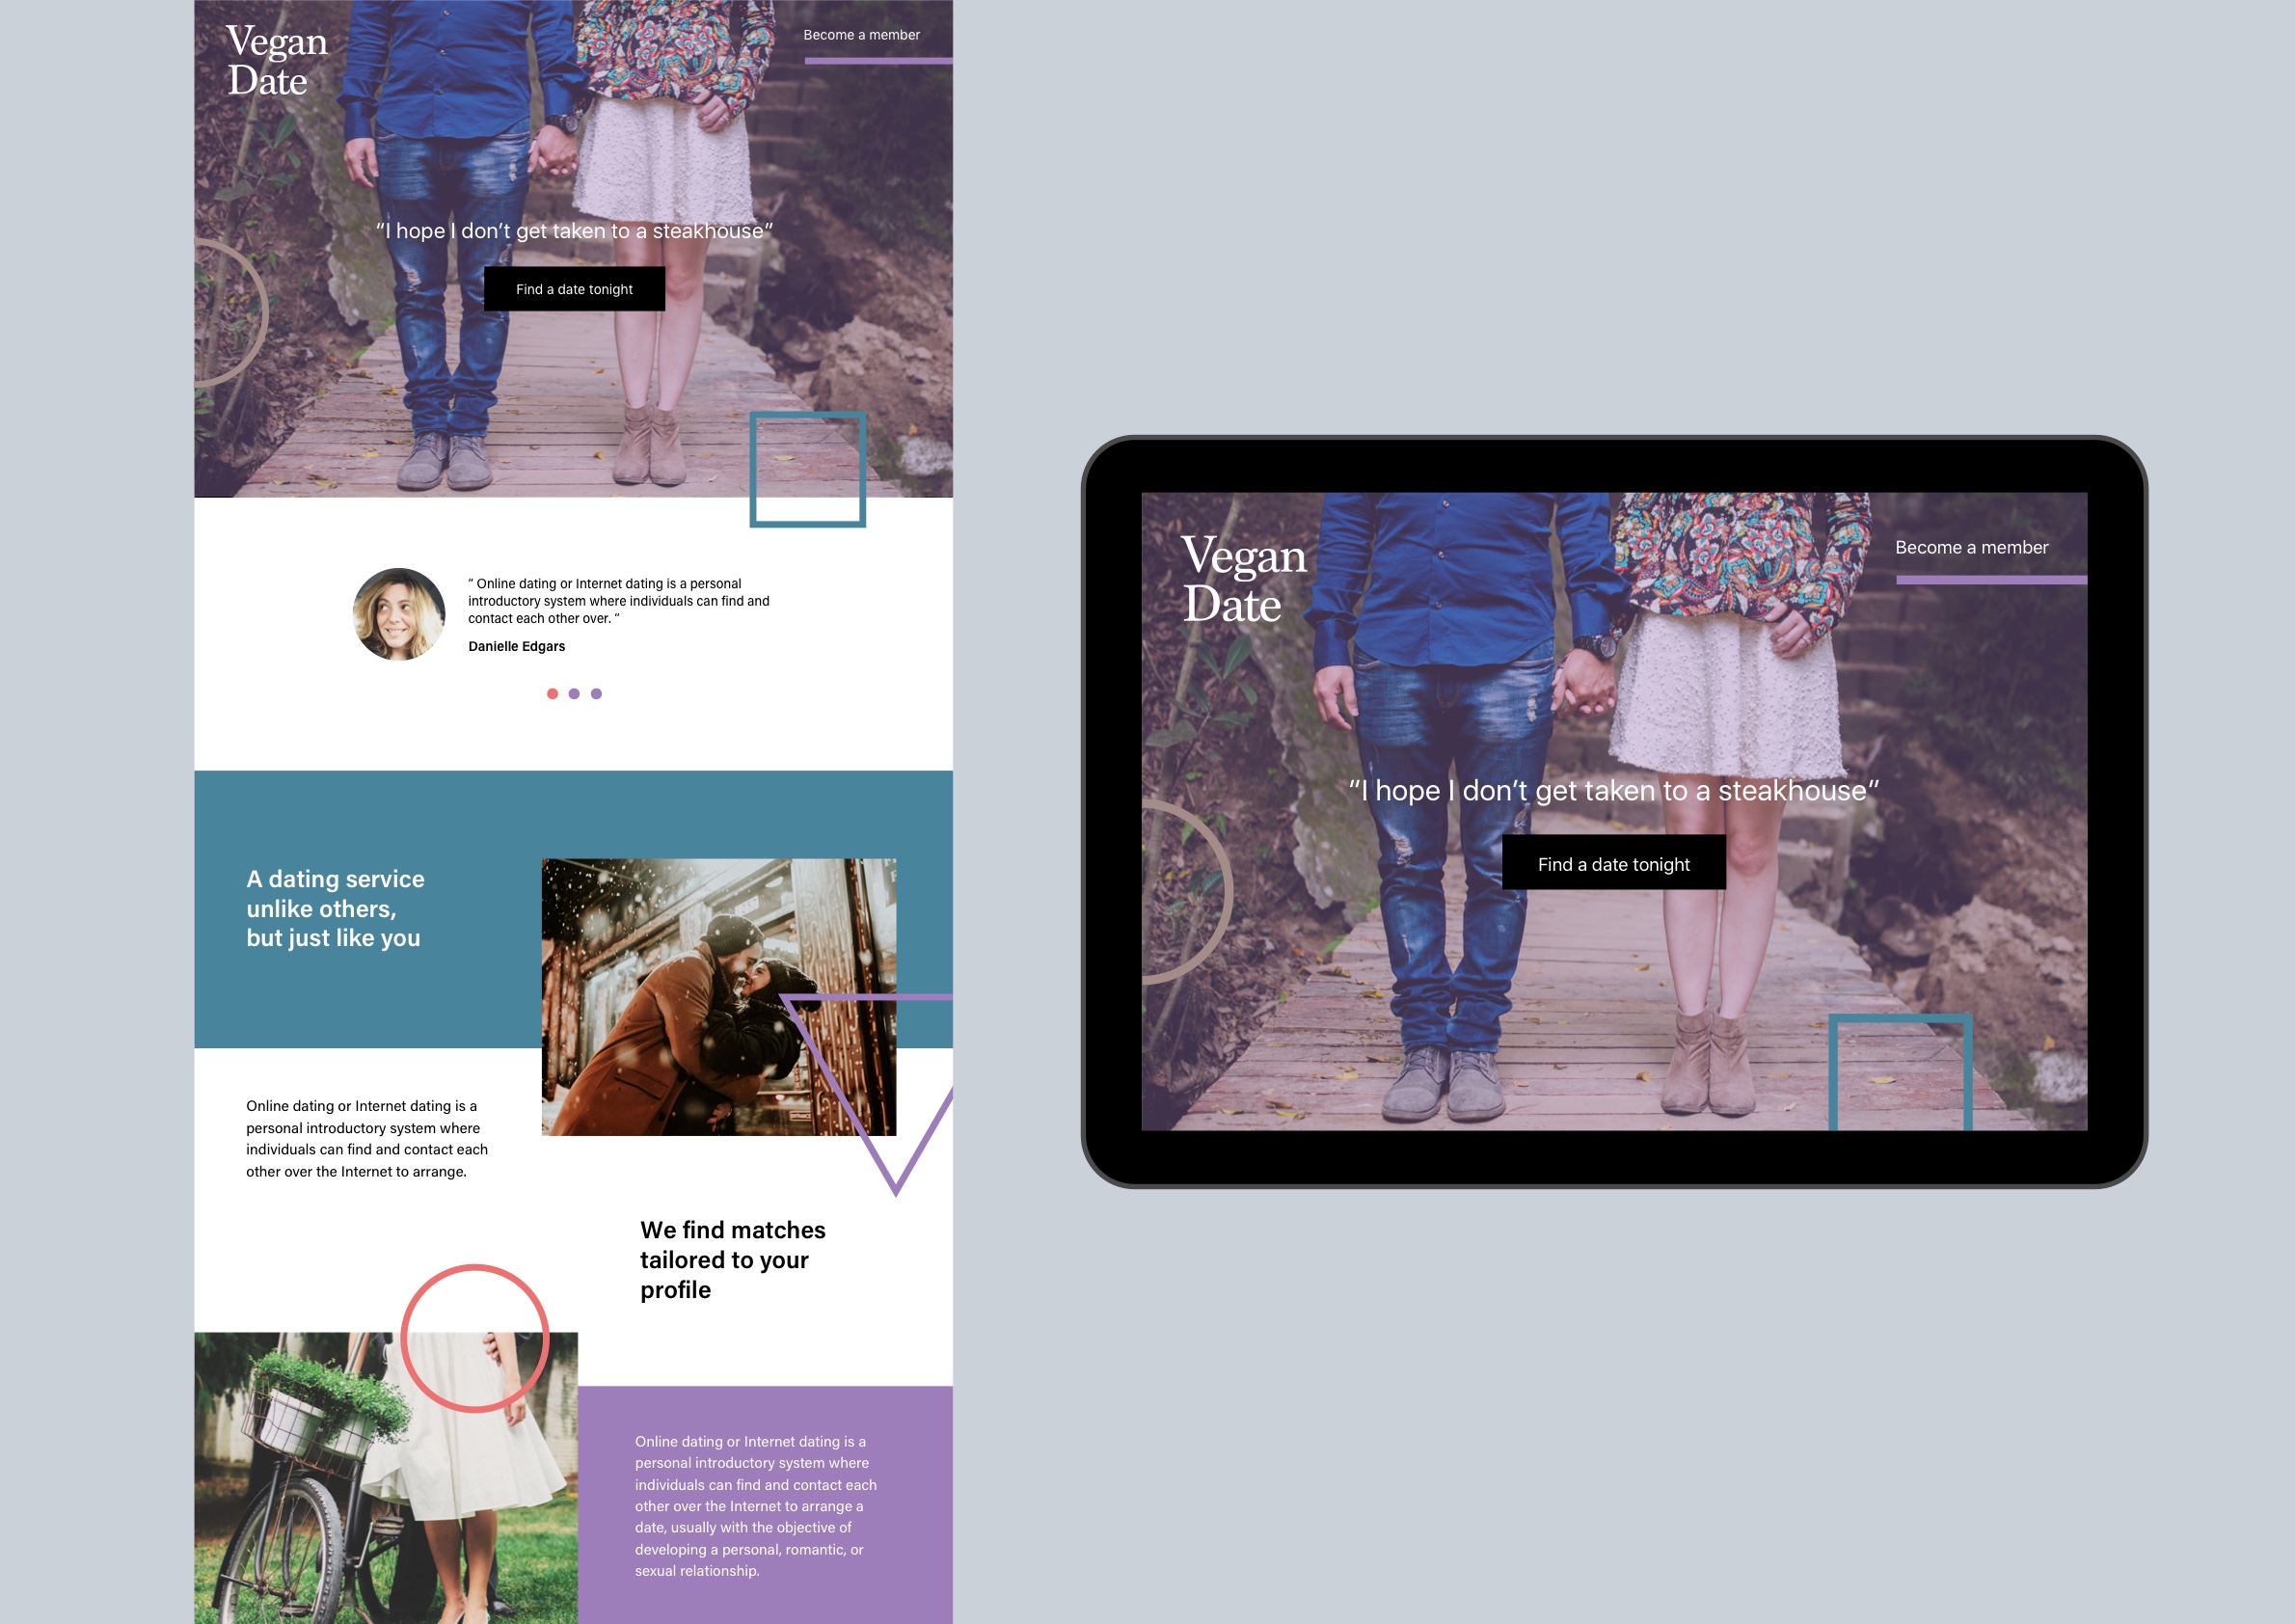 Vegan
Date
Become a member
“I hope I don’t get taken to a steakhouse”
Find a date tonight
“ Online dating or Internet dating is a personal
introductory system where individuals can find and
contact each other over. “
Danielle Edgars
A dating service
unlike others,
but just like you
Online dating or Internet dating is a
personal introductory system where
individuals can find and contact each
other over the Internet to arrange.
We find matches
tailored to your
profile
Online dating or Internet dating is a
personal introductory system where
individuals can find and contact each
other over the Internet to arrange a
date, usually with the objective of
developing a personal, romantic, or
sexual relationship.
Vegan
Date
Become a member
“I hope I don’t get taken to a steakhouse”
Find a date tonight